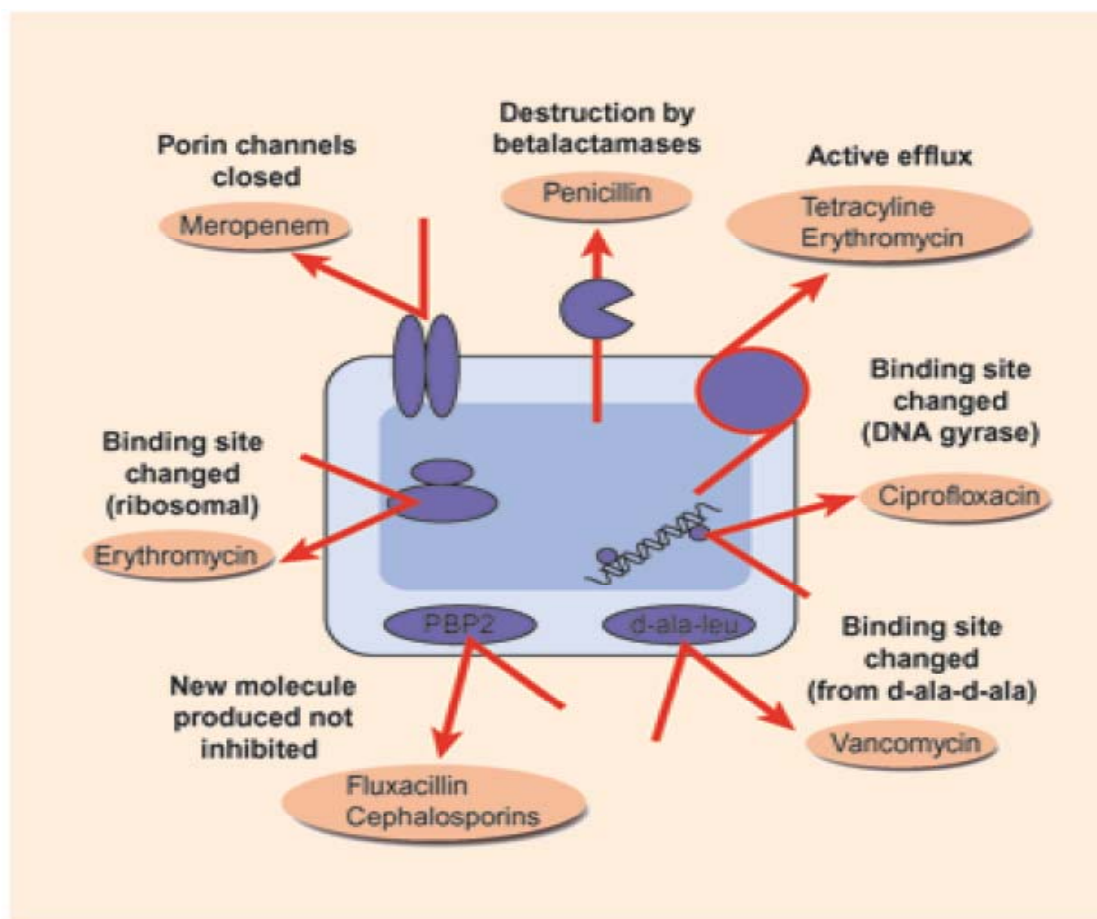 Porin channels
closed
Meropenem
Destruction by
betalactamases
Penicillin
Active efflux
Tetracyline
Erythromycin
Binding site
changed
(DNA gyrase)
Ciprofloxacin
Binding site
changed
(ribosomal)
Erythromycin
PBP2
d-ala-leu
Binding site
changed
(from d-ala-d-ala)
Vancomycin
New molecule
produced not
inhibited
Fluxacillin
Cephalosporins